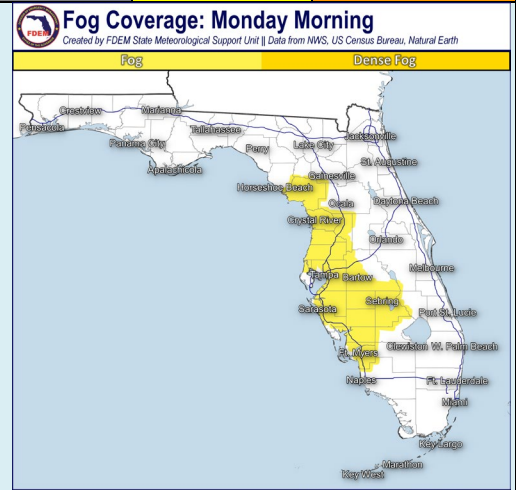 Fog Coverage: Monday Morning
FDEM
Created by FDEM State Meteorological Support Unit || Data from NWS, US Census Bureau, Natural Earth
Fog Dense Fog
Crestview Marianna
Pensacola Tallahassee Jacksonville
Panama City Perry Lake City
St. Augustine
Apalachicola Gainesville
Horseshoe Beach
Ocala Daytona Beach
Crystal River
Orlando
Melbourne
Tampa Bartow
Sebring
Sarasota Port St. Lucie
Clewiston W. Palm Beach
Ft. Myers
Naples Ft. Lauderdale
Miami
Key Largo
Marathon
Key West